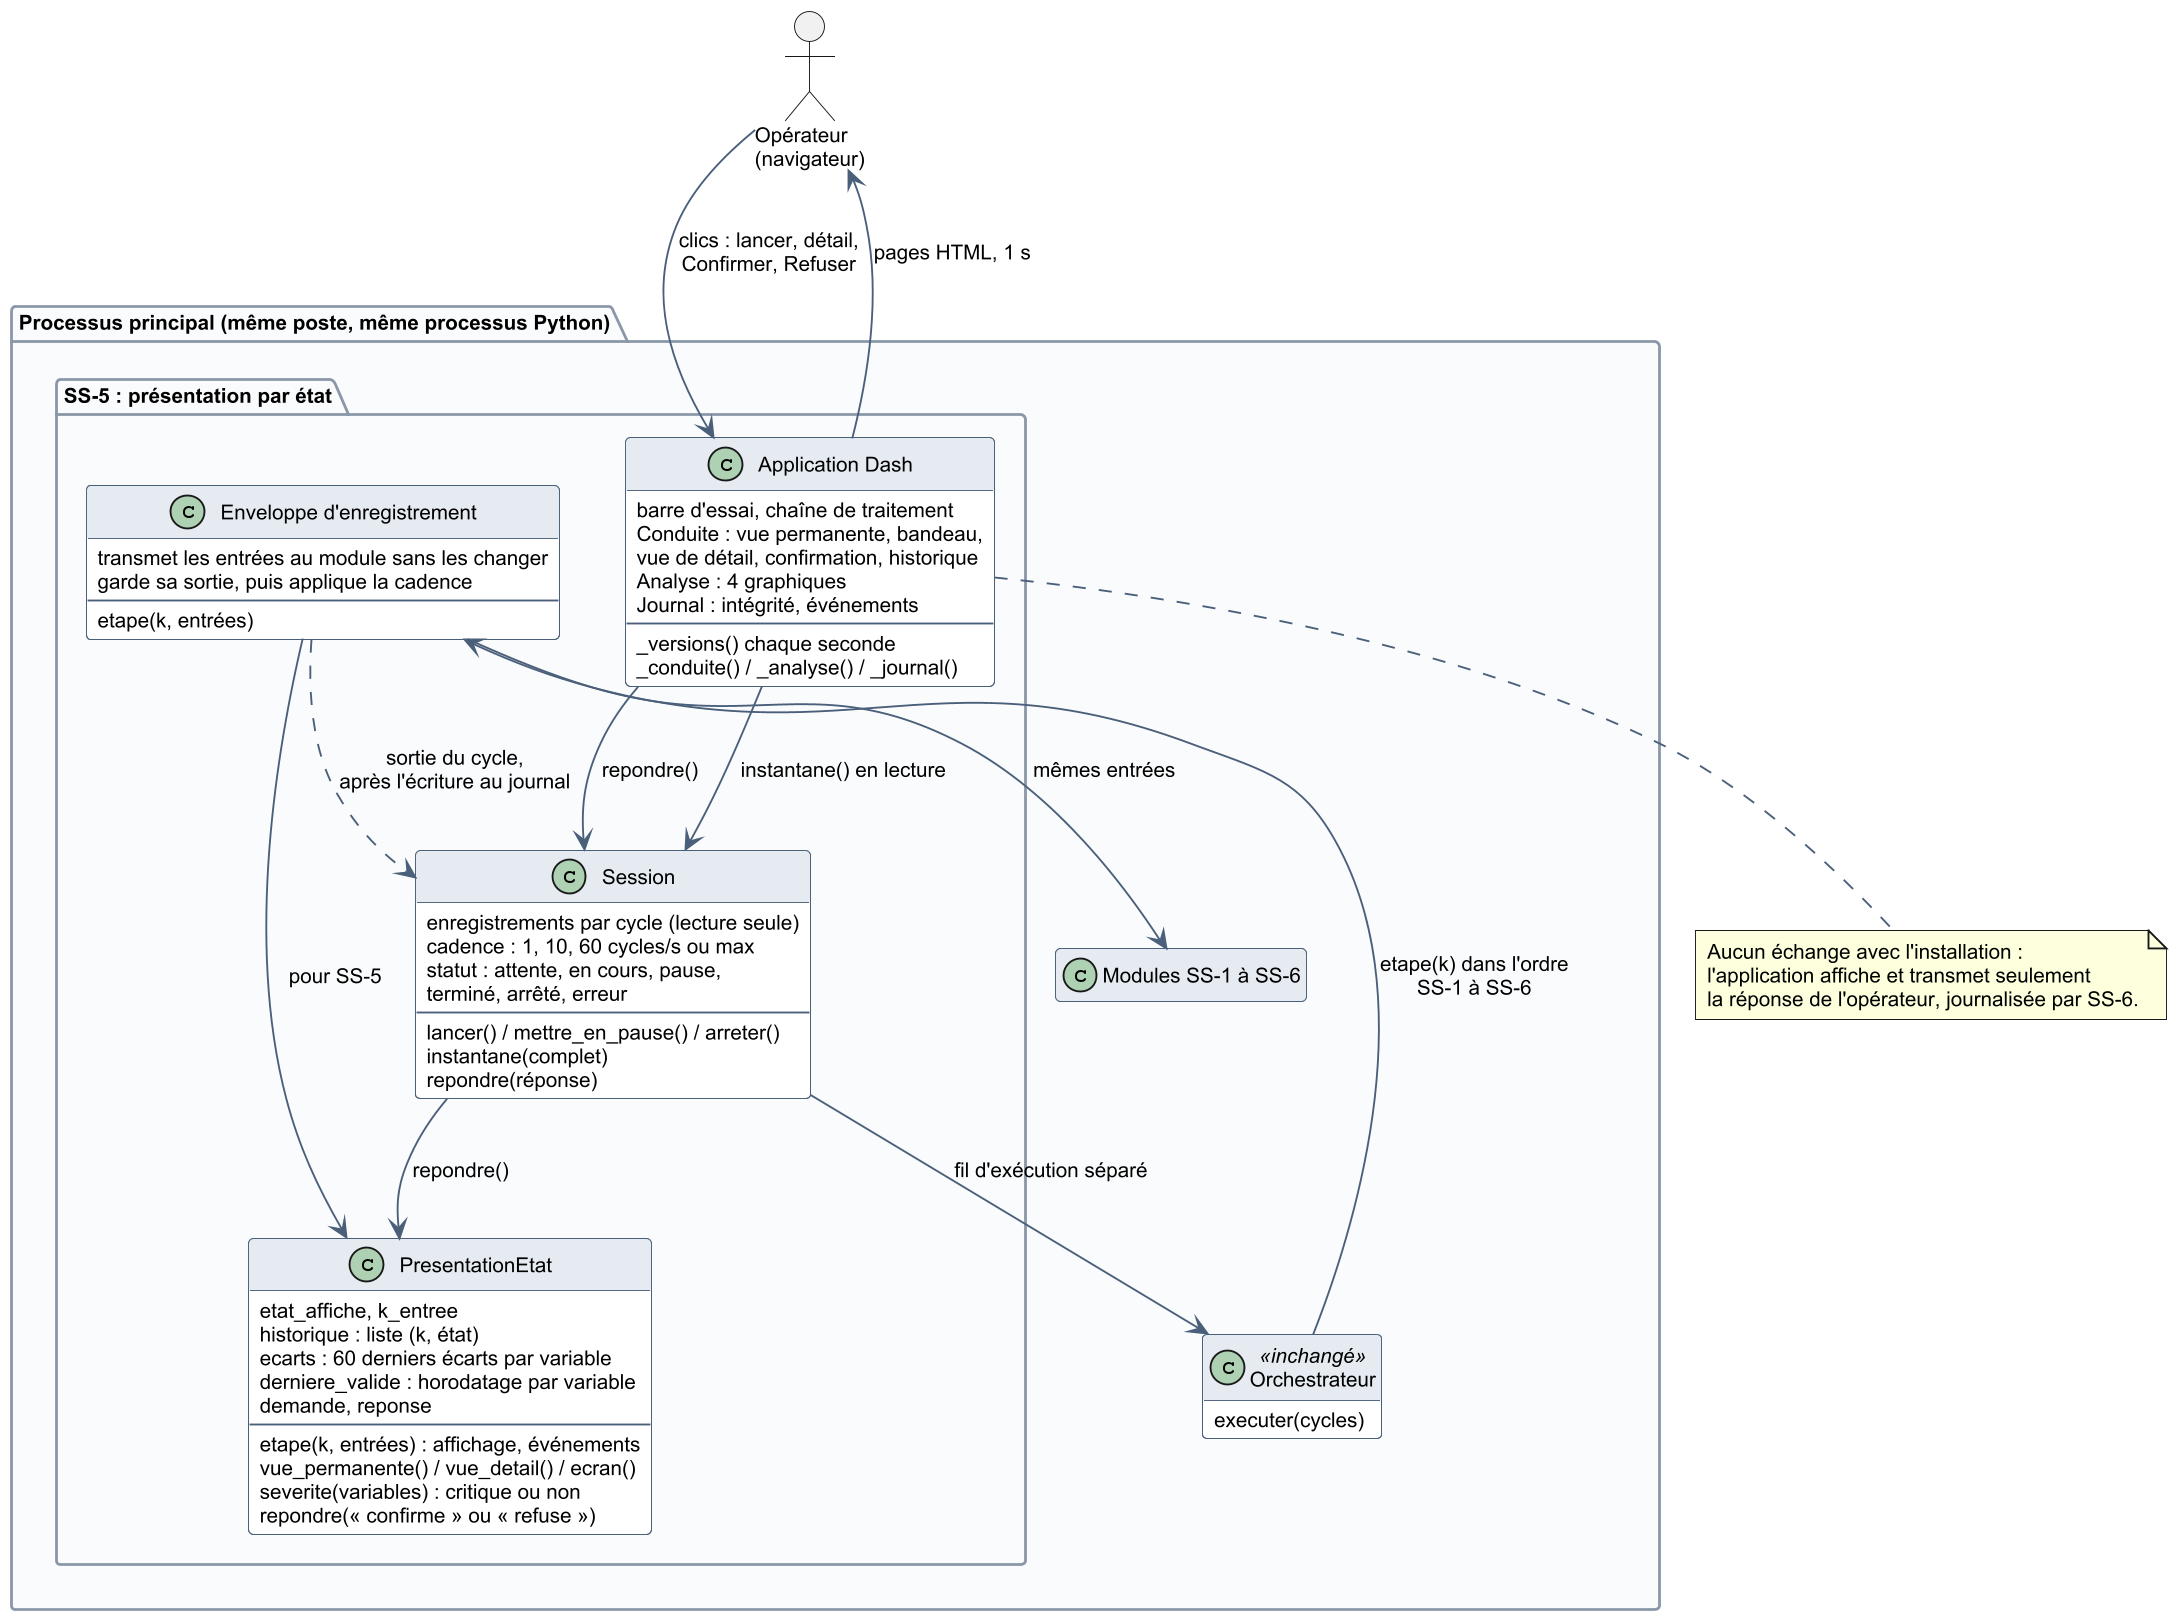 Opérateur
(navigateur)
clics : lancer, détail,
Confirmer, Refuser
pages HTML, 1 s
Processus principal (même poste, même processus Python)
SS-5 : présentation par état
C
Application Dash
barre d'essai, chaîne de traitement
Conduite : vue permanente, bandeau,
vue de détail, confirmation, historique
Analyse : 4 graphiques
Journal : intégrité, événements
_versions() chaque seconde
_conduite() / _analyse() / _journal()
C
Enveloppe d'enregistrement
transmet les entrées au module sans les changer
garde sa sortie, puis applique la cadence
etape(k, entrées)
sortie du cycle,
après l'écriture au journal
repondre()
instantane() en lecture
mêmes entrées
C
Session
enregistrements par cycle (lecture seule)
cadence : 1, 10, 60 cycles/s ou max
statut : attente, en cours, pause,
terminé, arrêté, erreur
lancer() / mettre_en_pause() / arreter()
instantane(complet)
repondre(réponse)
pour SS-5
C
Modules SS-1 à SS-6
etape(k) dans l'ordre
SS-1 à SS-6
Aucun échange avec l'installation :
l'application affiche et transmet seulement
la réponse de l'opérateur, journalisée par SS-6.
repondre()
fil d'exécution séparé
C
PresentationEtat
etat_affiche, k_entree
historique : liste (k, état)
ecarts : 60 derniers écarts par variable
derniere_valide : horodatage par variable
demande, reponse
etape(k, entrées) : affichage, événements
vue_permanente() / vue_detail() / ecran()
severite(variables) : critique ou non
repondre(« confirme » ou « refuse »)
C
«inchangé»
Orchestrateur
executer(cycles)